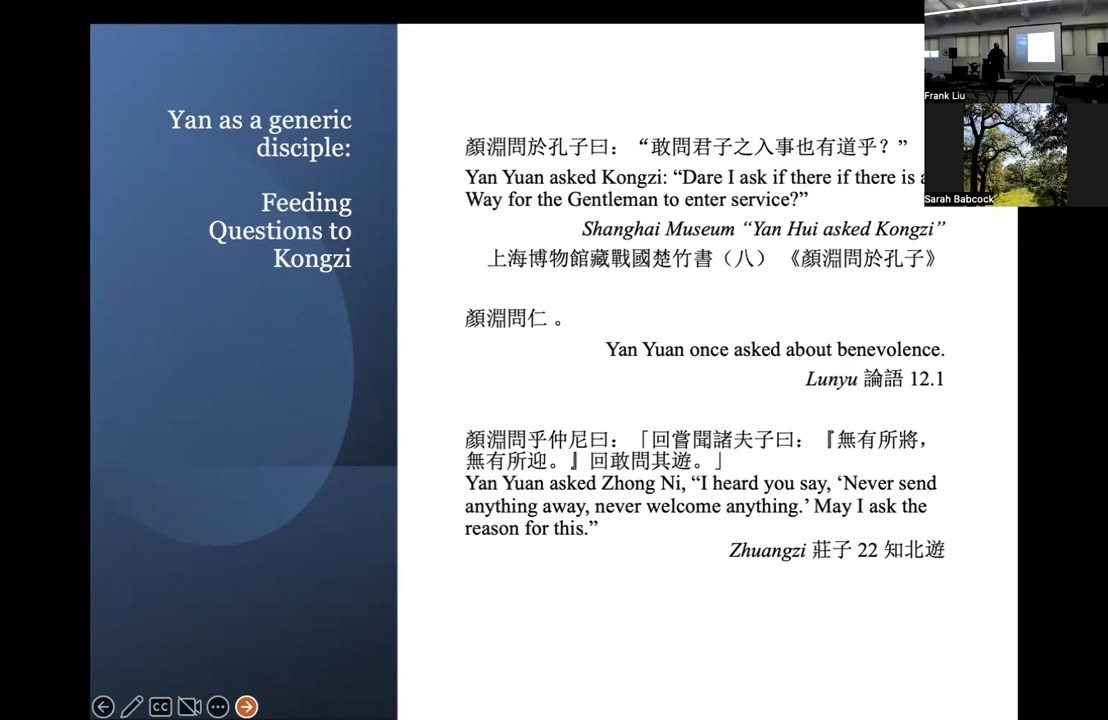 Yan as a generic
disciple:
Feeding
Questions to
Kongzi
顏淵問於孔子曰：“敢問君子之入事也有道乎？”
Yan Yuan asked Kongzi: “Dare I ask if there if there is a
Way for the Gentleman to enter service?”
Shanghai Museum “Yan Hui asked Kongzi”
上海博物館藏戰國楚竹書（八）《顏淵問於孔子》
顏淵問仁 。
Yan Yuan once asked about benevolence.
Lunyu 論語 12.1
顏淵問乎仲尼曰：「回嘗聞諸夫子曰：『無有所將，
無有所迎。』回敢問其遊。」
Yan Yuan asked Zhong Ni, “I heard you say, ‘Never send
anything away, never welcome anything.’ May I ask the
reason for this.”
Zhuangzi 莊子 22 知北遊
Frank Liu
Sarah Babcock
CC